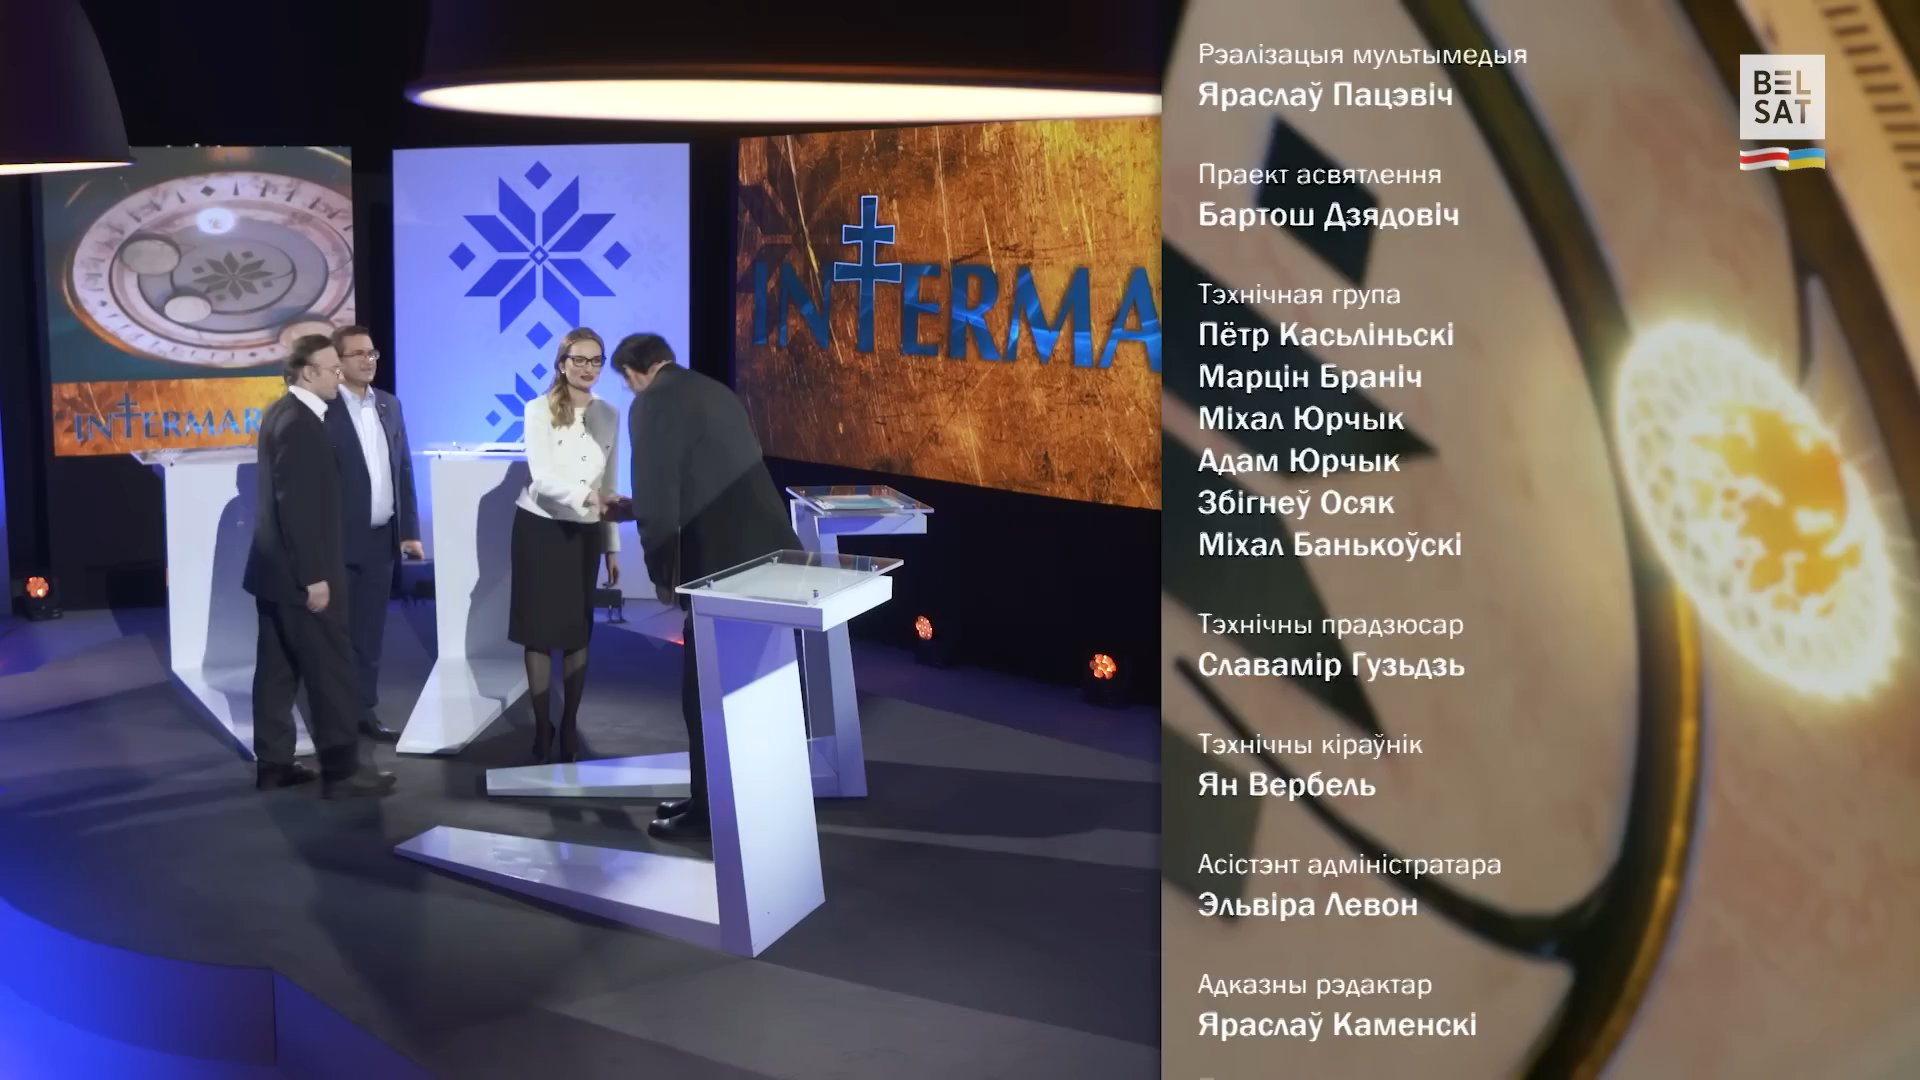 INTERMAR
INTERMA
Рэалізацыя мультымедыя
Яраслаў Пацэвіч
Праект асвятлення
Бартош Дзядовіч
Тэхнічная група
Пётр Касьліньскі
Марцін Браніч
Міхал Юрчык
Адам Юрчык
Збігнеў Осяк
Міхал Банькоўскі
Тэхнічны прадзюсар
Славамір Гузьдзь
Тэхнічны кіраўнік
Ян Вербель
Асістэнт адміністратара
Эльвіра Левон
Адказны рэдактар
Яраслаў Каменскі
BEL
SAT